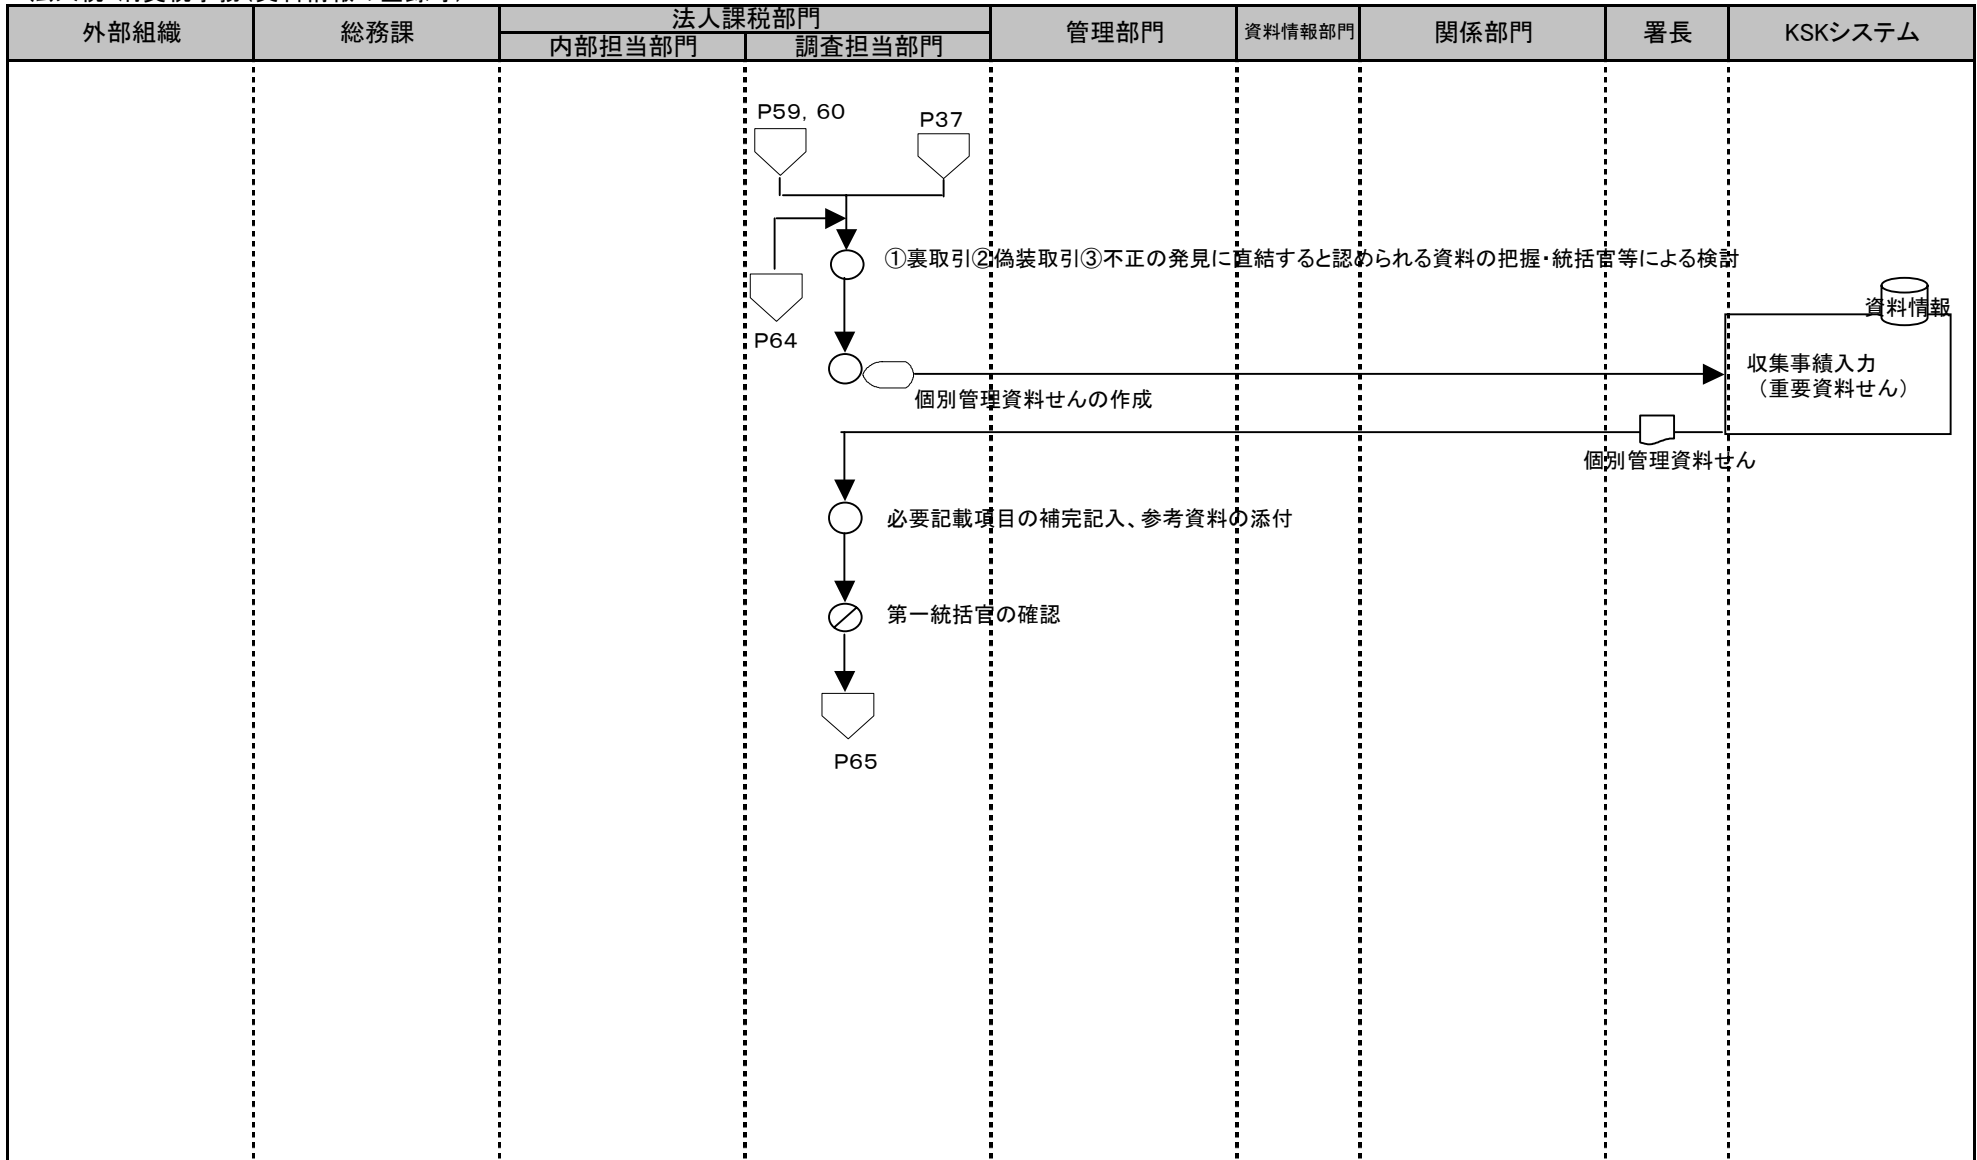 外部組織
総務課
法人課税部門
内部担当部門
調査担当部門
管理部門
資料情報部門
関係部門
署長
KSKシステム
P59, 60
P37
①裏取引②偽装取引③不正の発見に直結すると認められる資料の把握・統括官等による検討
P64
資料情報
収集事績入力
（重要資料せん）
個別管理資料せんの作成
個別管理資料せん
必要記載項目の補完記入、参考資料の添付
第一統括官の確認
P65